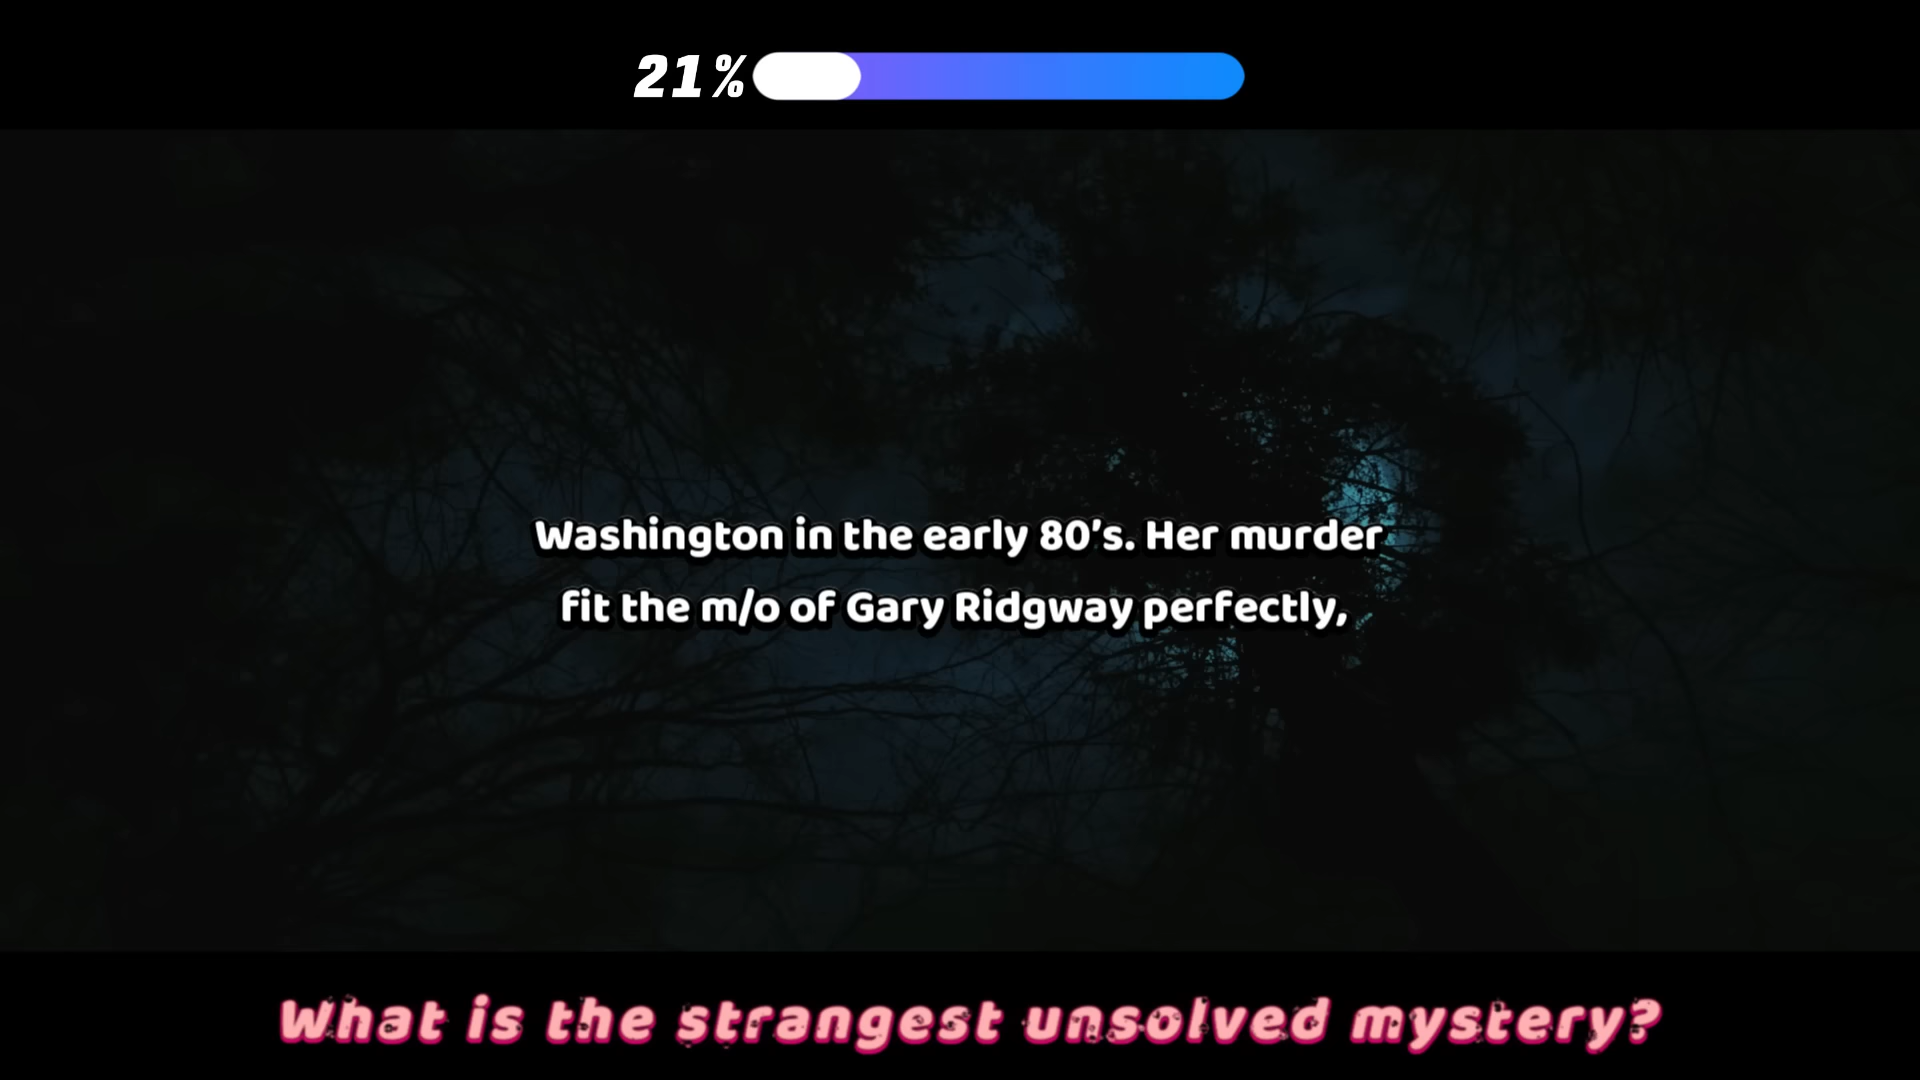 21%
Washington in the early 80's. Her murder
fit the m/o of Gary Ridgway perfectly,
What is the strangest unsolved mystery?